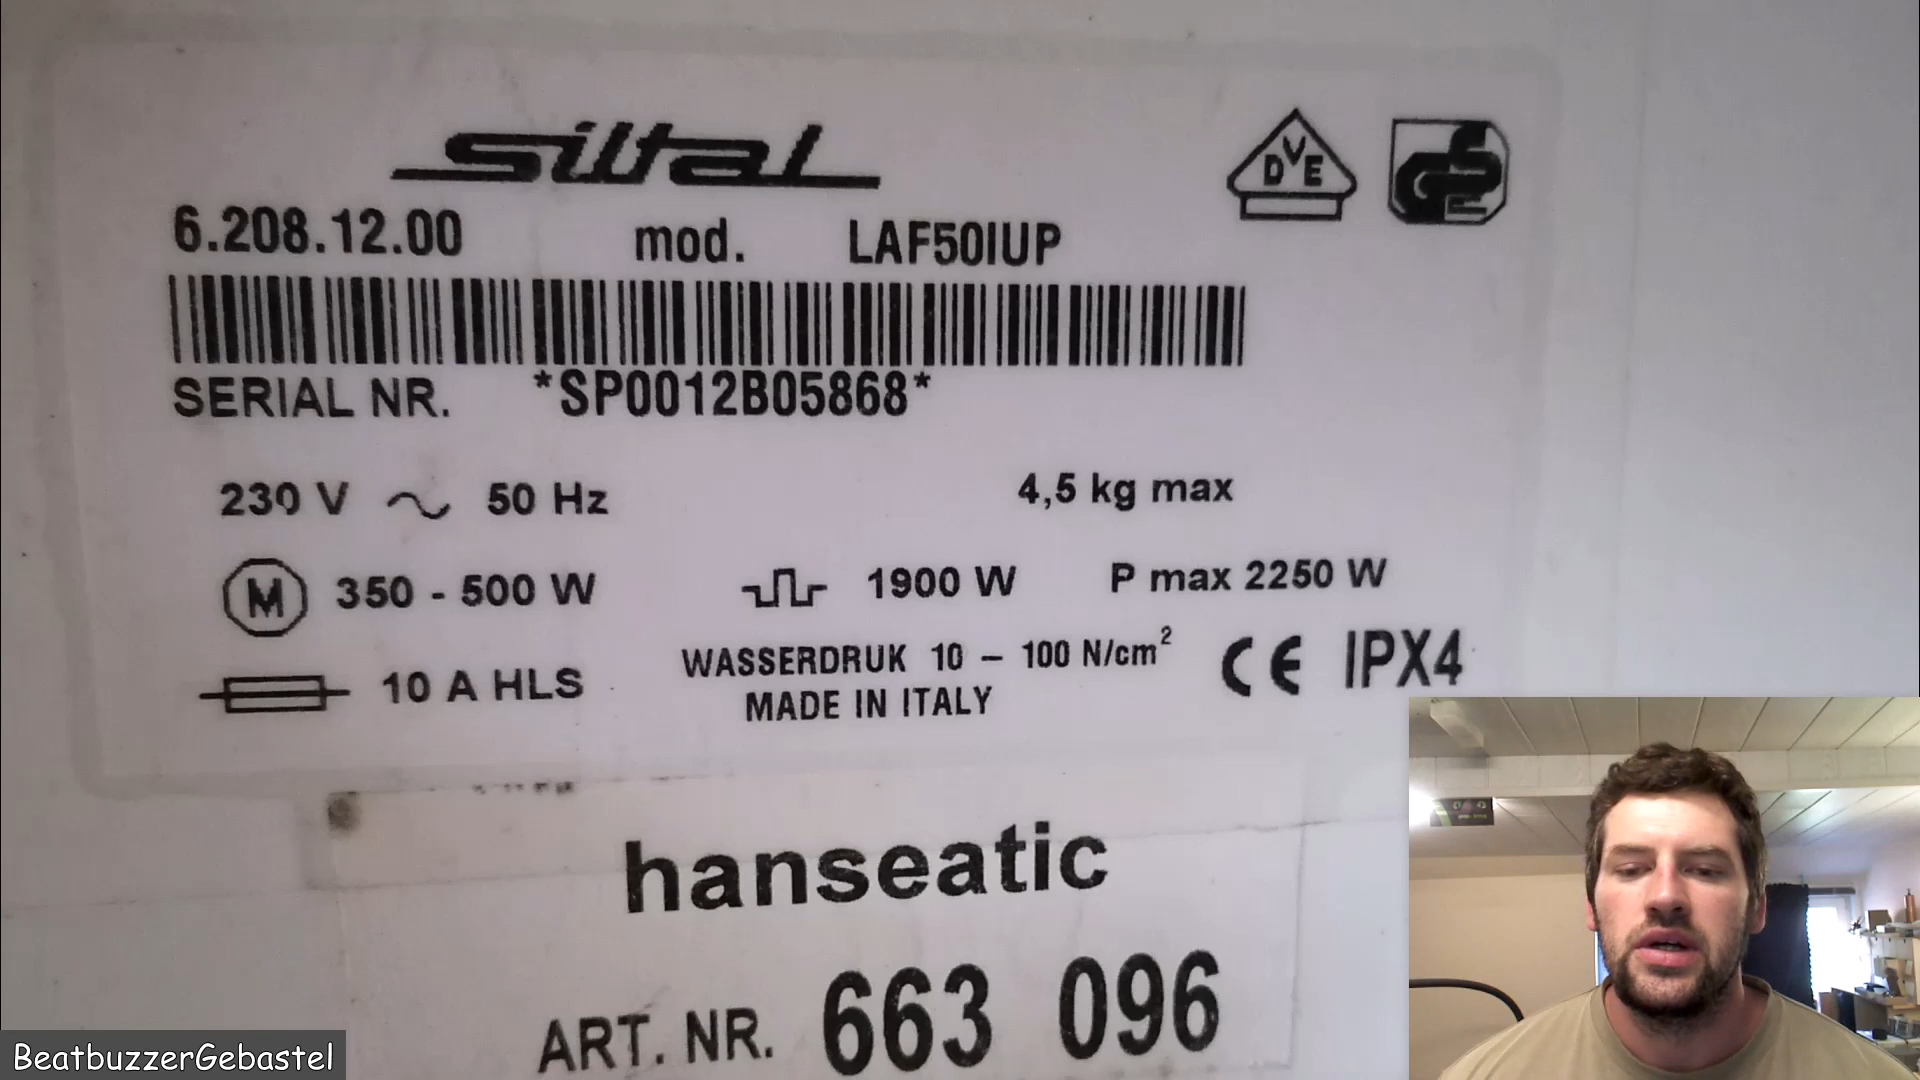 Siltal
DVE
GS
6.208.12.00 mod. LAF50IUP
SERIAL NR. *SP0012B05868*
230 V ~ 50 Hz 4,5 kg max
M 350 - 500 W 1900 W P max 2250 W
10 A HLS WASSERDRUK 10 – 100 N/cm² CE IPX4
MADE IN ITALY
hanseatic
ART. NR. 663 096
BeatbuzzerGebastel